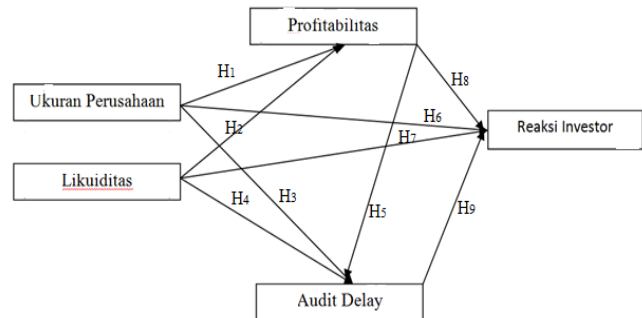 Profitabilitas
H1
H8
Ukuran Perusahaan
H2
H6
Reaksi Investor
H7
Likuiditas
H4
H3
H5
H9
Audit Delay